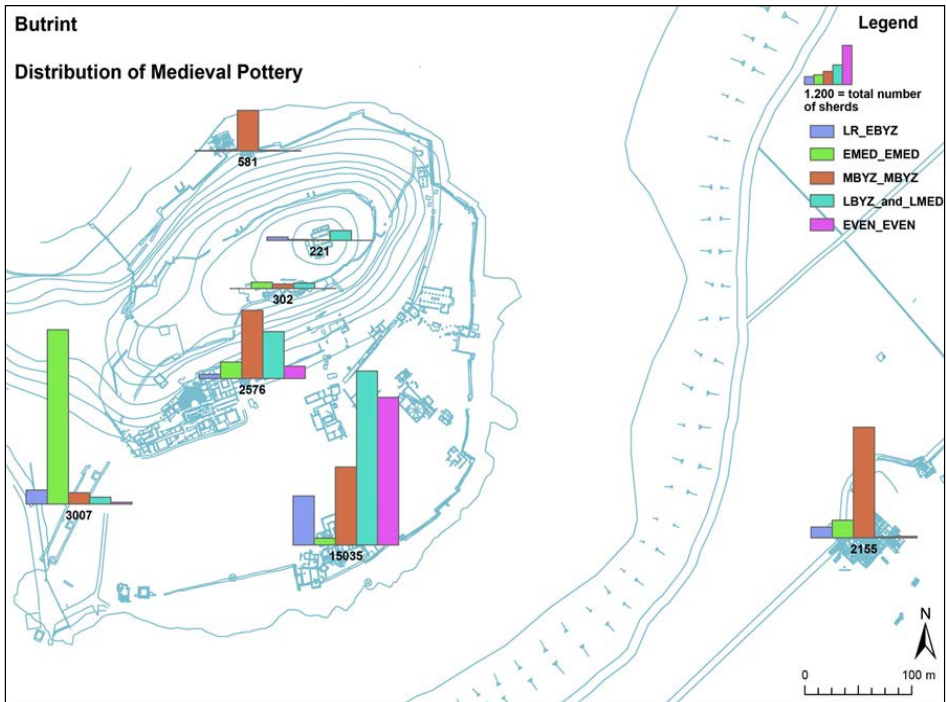 Butrint
Distribution of Medieval Pottery
Legend
1.200 = total number
of sherds
LR_EBYZ
EMED_EMED
MBYZ_MBYZ
LBYZ_and_LMED
EVEN_EVEN
581
221
302
2576
3007
15035
2155
N
0 100 m